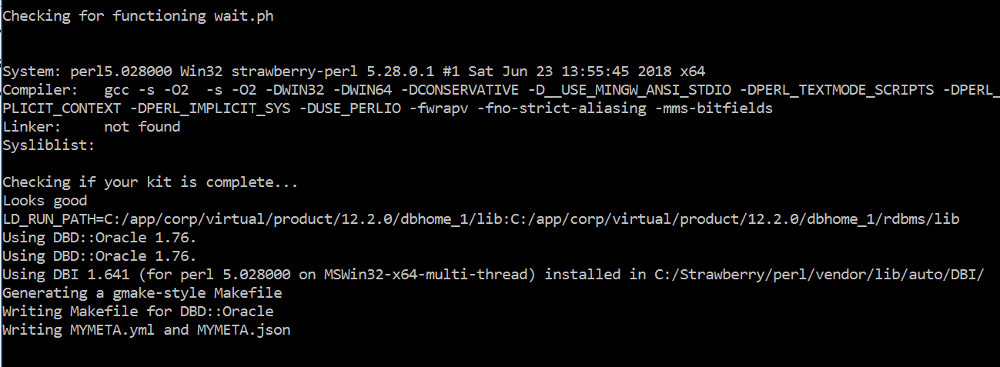 Checking for functioning wait.ph
System: perl5.028000 Win32 strawberry-perl 5.28.0.1 #1 Sat Jun 23 13:55:45 2018 x64
Compiler:   gcc -s -O2  -s -O2 -DWIN32 -DWIN64 -DCONSERVATIVE -D__USE_MINGW_ANSI_STDIO -DPERL_TEXTMODE_SCRIPTS -DPERL_
PLICIT_CONTEXT -DPERL_IMPLICIT_SYS -DUSE_PERLIO -fwrapv -fno-strict-aliasing -mms-bitfields
Linker:     not found
Sysliblist:
Checking if your kit is complete...
Looks good
LD_RUN_PATH=C:/app/corp/virtual/product/12.2.0/dbhome_1/lib:C:/app/corp/virtual/product/12.2.0/dbhome_1/rdbms/lib
Using DBD::Oracle 1.76.
Using DBD::Oracle 1.76.
Using DBI 1.641 (for perl 5.028000 on MSWin32-x64-multi-thread) installed in C:/Strawberry/perl/vendor/lib/auto/DBI/
Generating a gmake-style Makefile
Writing Makefile for DBD::Oracle
Writing MYMETA.yml and MYMETA.json